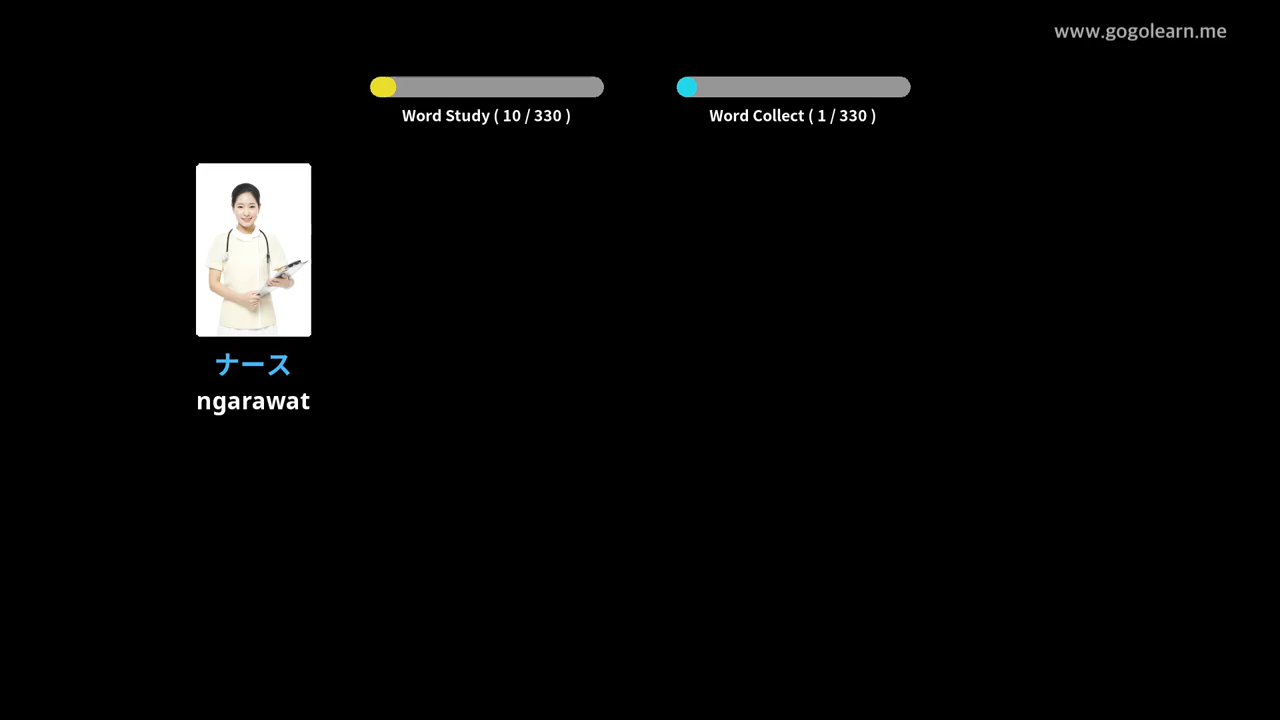 www.gogolearn.me
Word Study ( 10 / 330 )
Word Collect ( 1 / 330 )
ナース
ngarawat